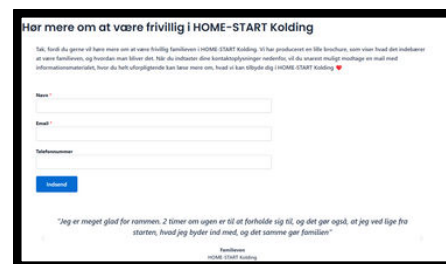 Hør mere om at være frivillig i HOME-START Kolding
Tak, fordi du gerne vil høre mere om at være frivillig familieven i HOME-START Kolding. Vi har produceret en lille brochure, som viser hvad det indebærer
at være familieven, og hvordan man bliver det. Når du indtaster dine kontaktoplysninger nedenfor, vil du snarest muligt modtage en mail med
informationsmaterialet, hvor du helt uforpligtende kan læse mere om, hvad vi kan tilbyde dig i HOME-START Kolding ❤
Navn *
Email *
Telefonnummer
Indsend
"Jeg er meget glad for rammen. 2 timer om ugen er til at forholde sig til, og det gør også, at jeg ved lige fra
starten, hvad jeg byder ind med, og det samme gør familien"
Familieven
HOME-START Kolding